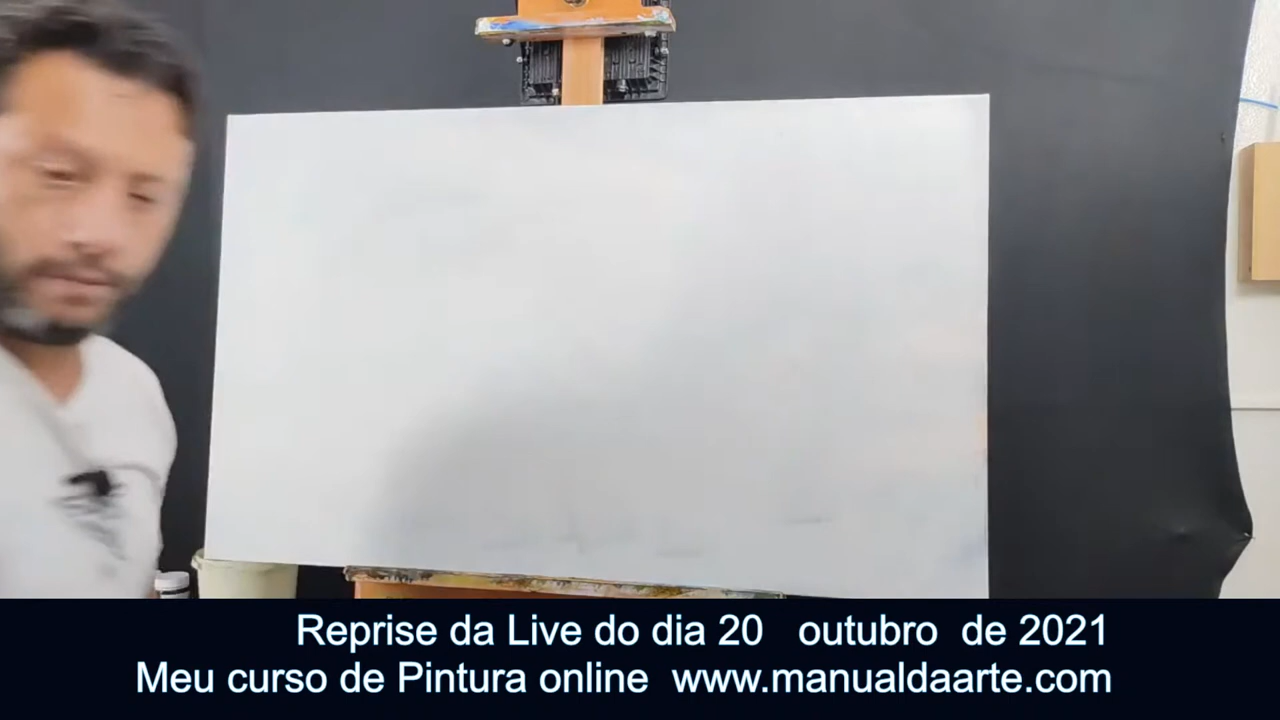 Reprise da Live do dia 20 outubro de 2021
Meu curso de Pintura online www.manualdaarte.com